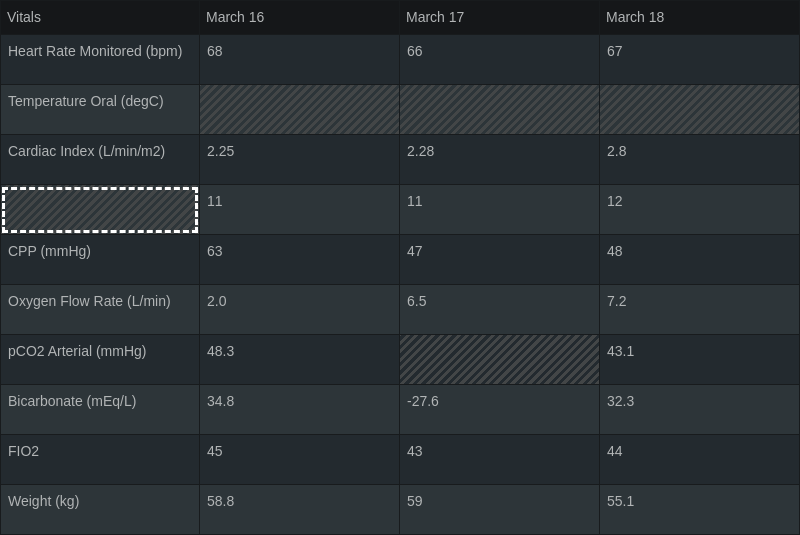 Vitals March 16 March 17 March 18
Heart Rate Monitored (bpm) 68 66 67
Temperature Oral (degC)
Cardiac Index (L/min/m2) 2.25 2.28 2.8
11 11 12
CPP (mmHg) 63 47 48
Oxygen Flow Rate (L/min) 2.0 6.5 7.2
pCO2 Arterial (mmHg) 48.3 43.1
Bicarbonate (mEq/L) 34.8 -27.6 32.3
FIO2 45 43 44
Weight (kg) 58.8 59 55.1